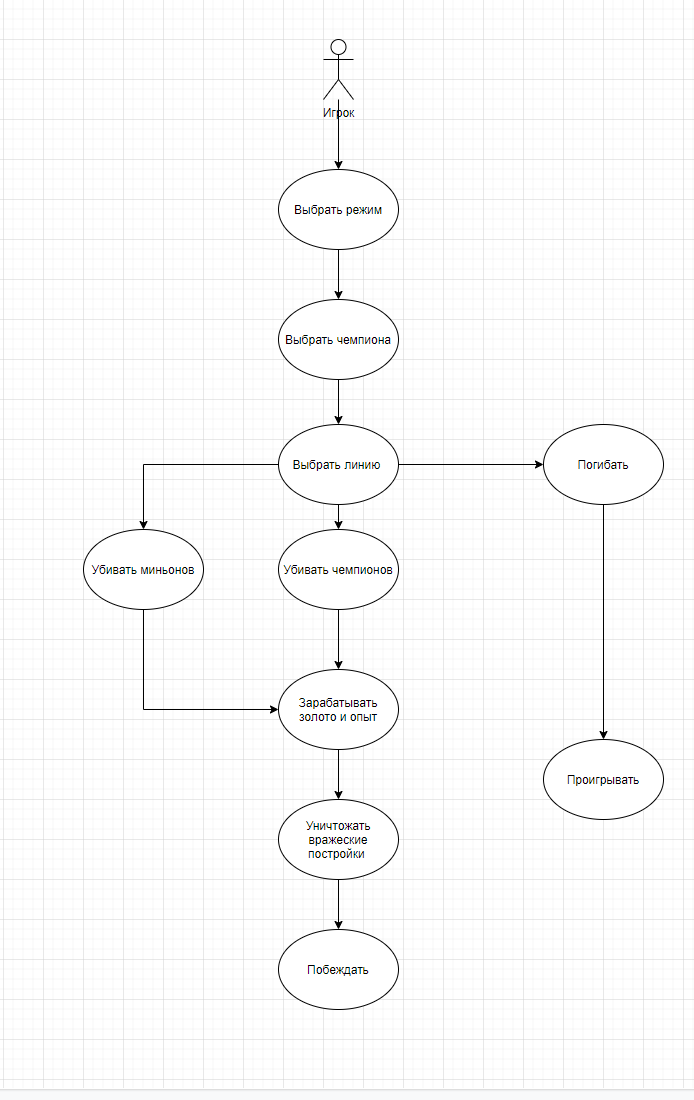 Игрок
Выбрать режим
Выбрать чемпиона
Выбрать линию
Погибать
Убивать миньонов
Убивать чемпионов
Зарабатывать
золото и опыт
Проигрывать
Уничтожать
вражеские
постройки
Побеждать